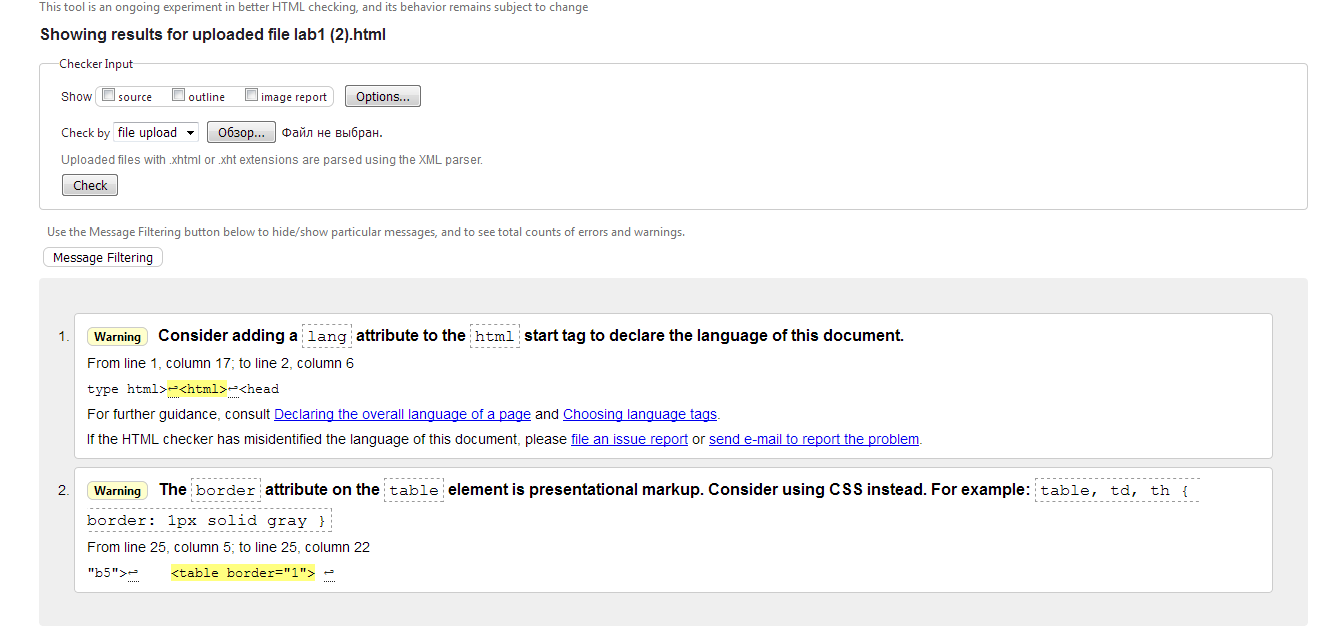 This tool is an ongoing experiment in better HTML checking, and its behavior remains subject to change
Showing results for uploaded file lab1 (2).html
Checker Input
Show source outline image report Options...
Check by file upload Обзор... Файл не выбран.
Uploaded files with .xhtml or .xht extensions are parsed using the XML parser.
Check
Use the Message Filtering button below to hide/show particular messages, and to see total counts of errors and warnings.
Message Filtering
1. Warning Consider adding a lang attribute to the html start tag to declare the language of this document.
From line 1, column 17; to line 2, column 6
type html>↩<html>↩<head
For further guidance, consult Declaring the overall language of a page and Choosing language tags.
If the HTML checker has misidentified the language of this document, please file an issue report or send e-mail to report the problem.
2. Warning The border attribute on the table element is presentational markup. Consider using CSS instead. For example: table, td, th {
border: 1px solid gray }
From line 25, column 5; to line 25, column 22
"b5">↩ <table border="1"> ↩